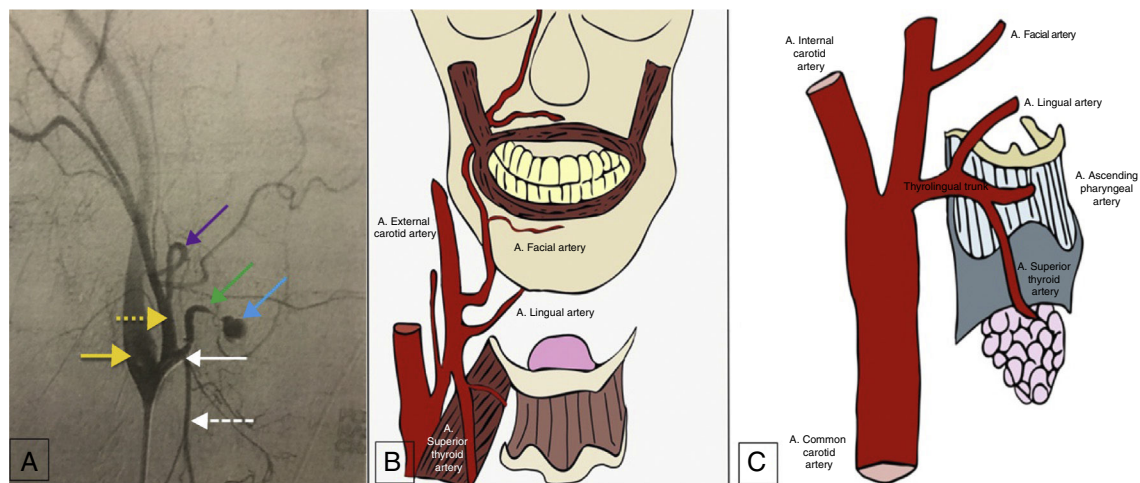 A
A. External
carotid artery
A. Facial artery
A. Lingual artery
A.
Superior
thyroid
artery
B
A. Internal
carotid
artery
A. Facial artery
A. Lingual artery
Thyrolingual trunk
A. Ascending
pharyngeal
artery
A. Superior
thyroid
artery
A. Common
carotid
artery
C